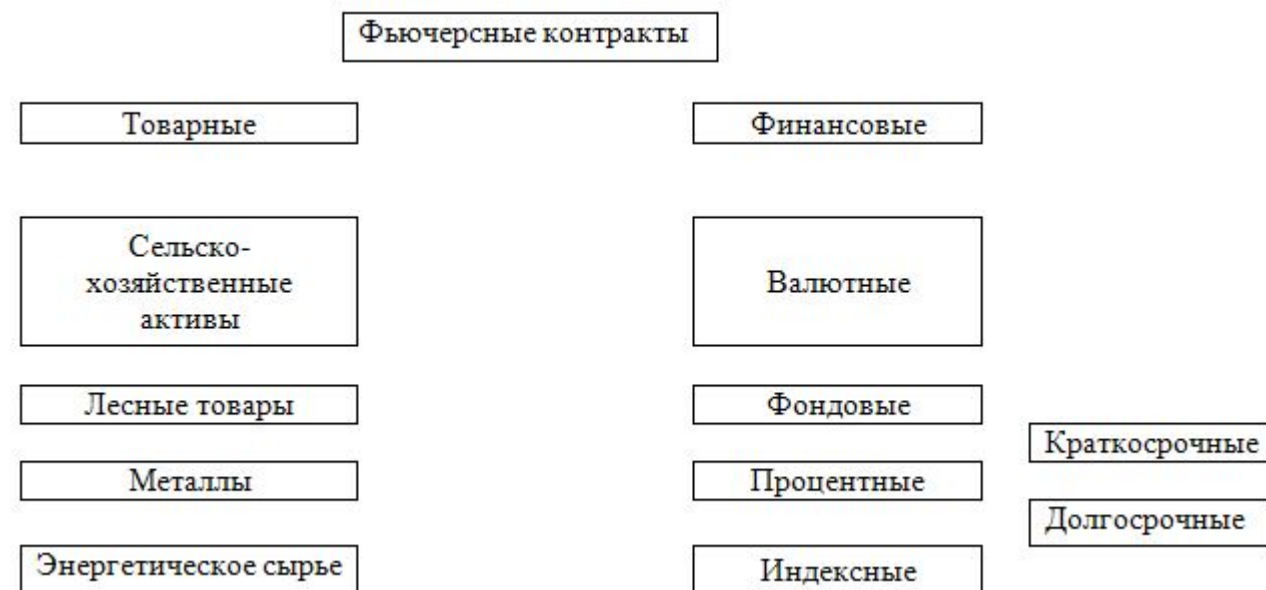 Фьючерсные контракты
Товарные
Финансовые
Сельско-
хозяйственные
активы
Валютные
Лесные товары
Фондовые
Краткосрочные
Металлы
Процентные
Долгосрочные
Энергетическое сырье
Индексные